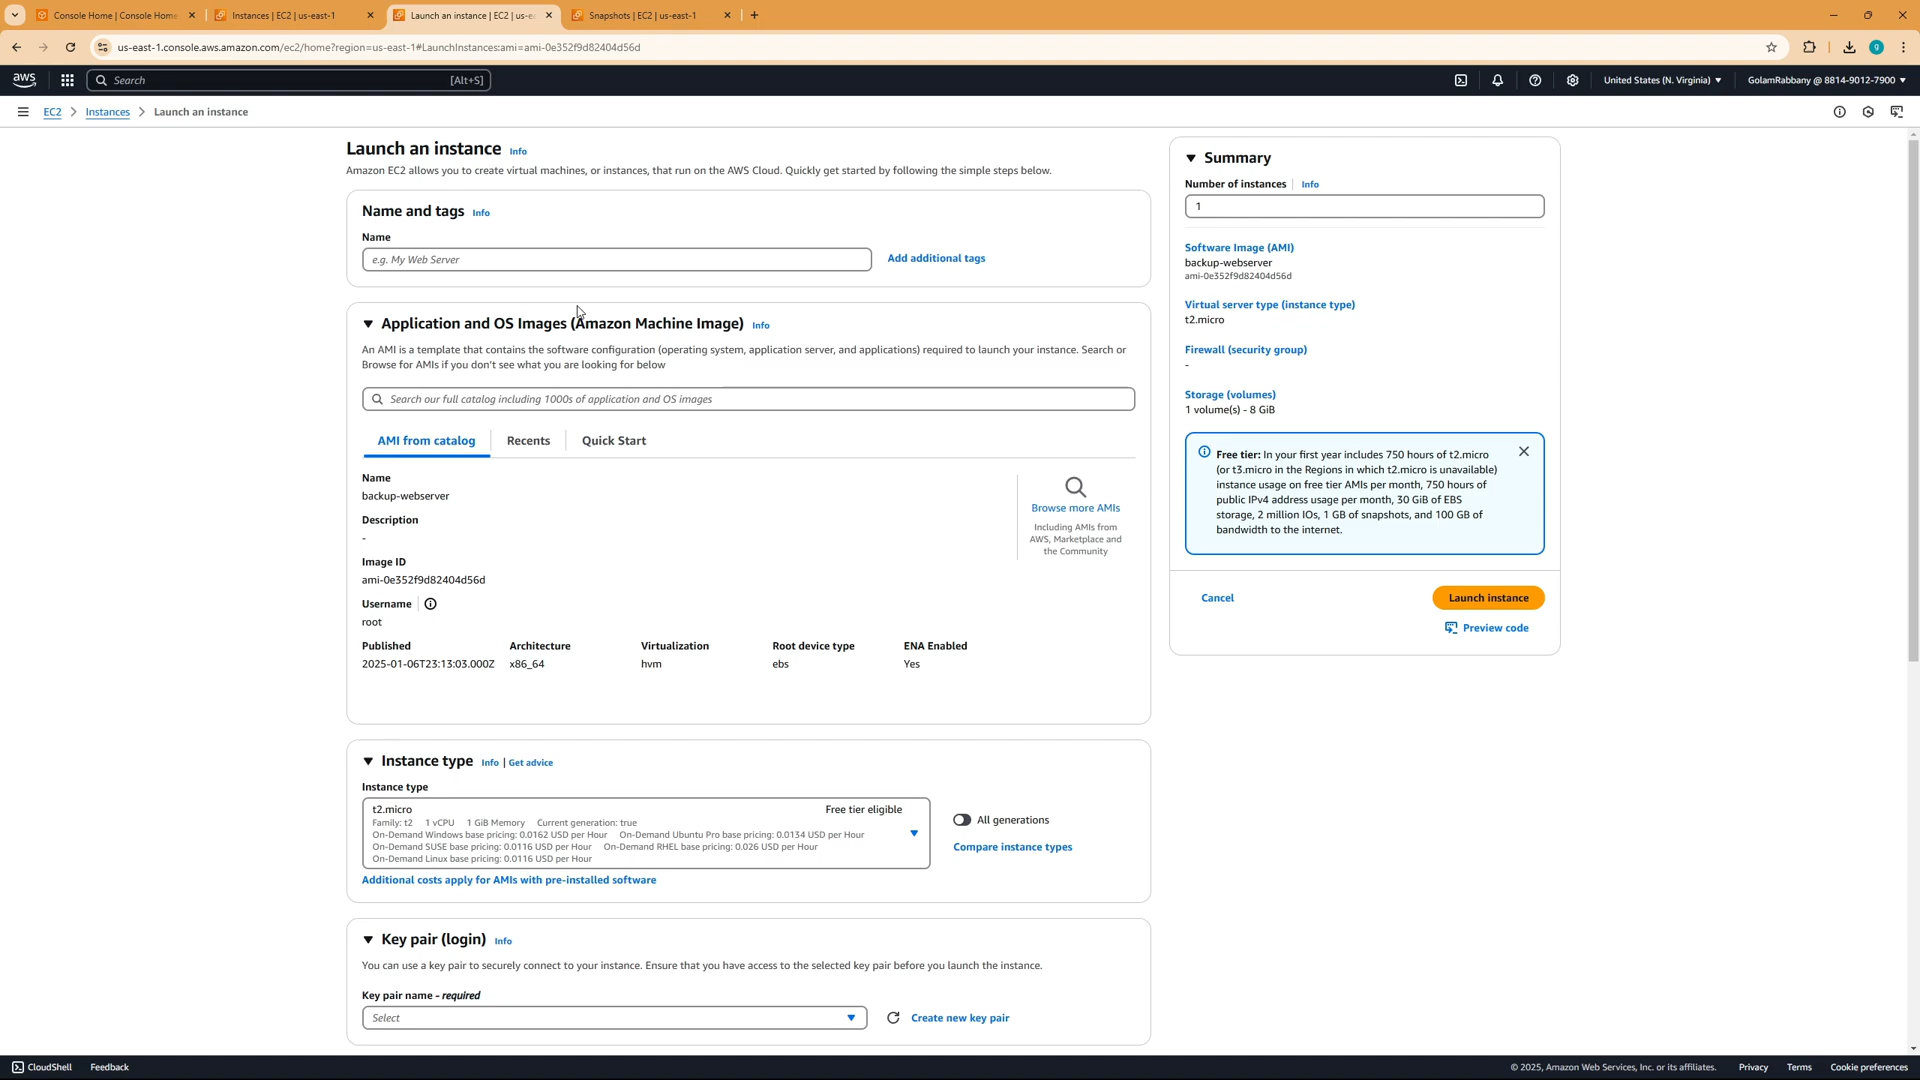 Console Home | Console Home
Instances | EC2 | us-east-1
Launch an instance | EC2 | us-ea
Snapshots | EC2 | us-east-1
us-east-1.console.aws.amazon.com/ec2/home?region=us-east-1#LaunchInstances:ami=ami-0e352f9d82404d56d
g
aws
Search
[Alt+S]
United States (N. Virginia)
GolamRabbany @ 8814-9012-7900
EC2
Instances
Launch an instance
Launch an instance Info
Amazon EC2 allows you to create virtual machines, or instances, that run on the AWS Cloud. Quickly get started by following the simple steps below.
Name and tags Info
Name
e.g. My Web Server
Add additional tags
Application and OS Images (Amazon Machine Image) Info
An AMI is a template that contains the software configuration (operating system, application server, and applications) required to launch your instance. Search or
Browse for AMIs if you don't see what you are looking for below
Search our full catalog including 1000s of application and OS images
AMI from catalog
Recents
Quick Start
Name
backup-webserver
Description
-
Image ID
ami-0e352f9d82404d56d
Username
root
Published Architecture Virtualization Root device type ENA Enabled
2025-01-06T23:13:03.000Z x86_64 hvm ebs Yes
Browse more AMIs
Including AMIs from
AWS, Marketplace and
the Community
Instance type Info | Get advice
Instance type
t2.micro Free tier eligible
Family: t2 1 vCPU 1 GiB Memory Current generation: true
On-Demand Windows base pricing: 0.0162 USD per Hour On-Demand Ubuntu Pro base pricing: 0.0134 USD per Hour
On-Demand SUSE base pricing: 0.0116 USD per Hour On-Demand RHEL base pricing: 0.026 USD per Hour
On-Demand Linux base pricing: 0.0116 USD per Hour
All generations
Compare instance types
Additional costs apply for AMIs with pre-installed software
Key pair (login) Info
You can use a key pair to securely connect to your instance. Ensure that you have access to the selected key pair before you launch the instance.
Key pair name - required
Select
Create new key pair
Summary
Number of instances Info
1
Software Image (AMI)
backup-webserver
ami-0e352f9d82404d56d
Virtual server type (instance type)
t2.micro
Firewall (security group)
-
Storage (volumes)
1 volume(s) - 8 GiB
Free tier: In your first year includes 750 hours of t2.micro
(or t3.micro in the Regions in which t2.micro is unavailable)
instance usage on free tier AMIs per month, 750 hours of
public IPv4 address usage per month, 30 GiB of EBS
storage, 2 million IOs, 1 GB of snapshots, and 100 GB of
bandwidth to the internet.
Cancel
Launch instance
Preview code
CloudShell
Feedback
© 2025, Amazon Web Services, Inc. or its affiliates.
Privacy
Terms
Cookie preferences